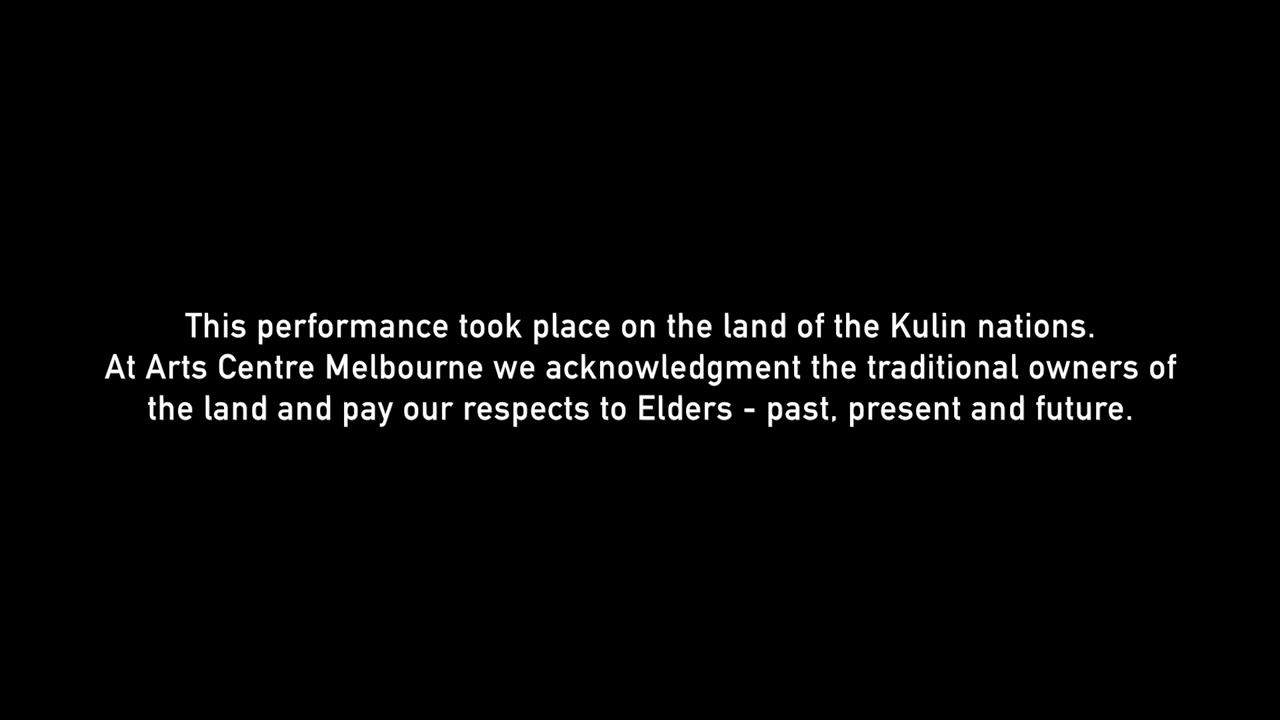 This performance took place on the land of the Kulin nations.
At Arts Centre Melbourne we acknowledgment the traditional owners of
the land and pay our respects to Elders - past, present and future.